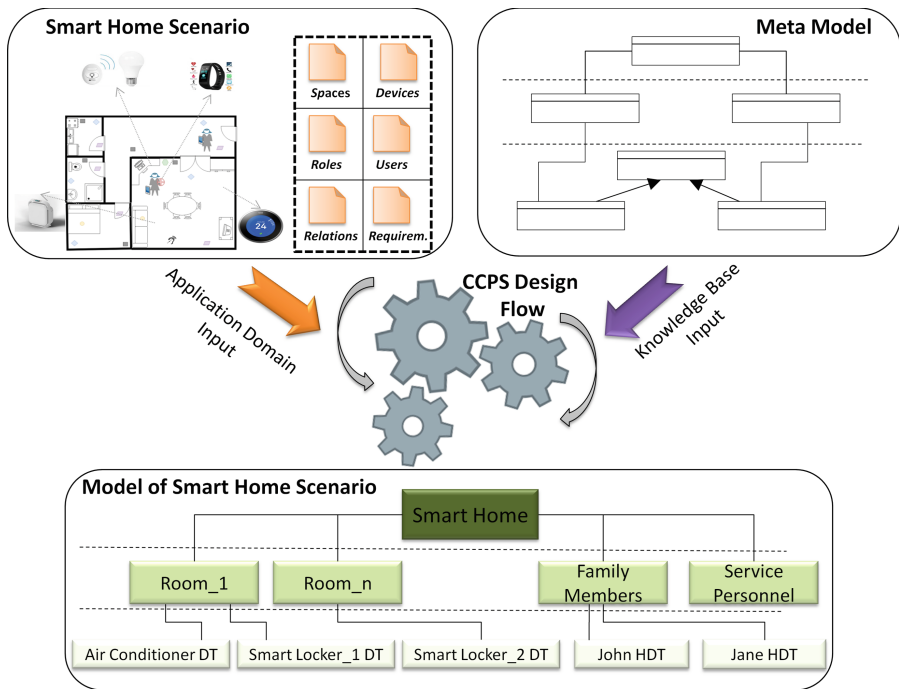 Smart Home Scenario
Spaces
Devices
Roles
Users
Relations
Requirem.
24
Meta Model
Application Domain
Input
CCPS Design
Flow
Knowledge Base
Input
Model of Smart Home Scenario
Smart Home
Room_1
Room_n
Family
Members
Service
Personnel
Air Conditioner DT
Smart Locker_1 DT
Smart Locker_2 DT
John HDT
Jane HDT